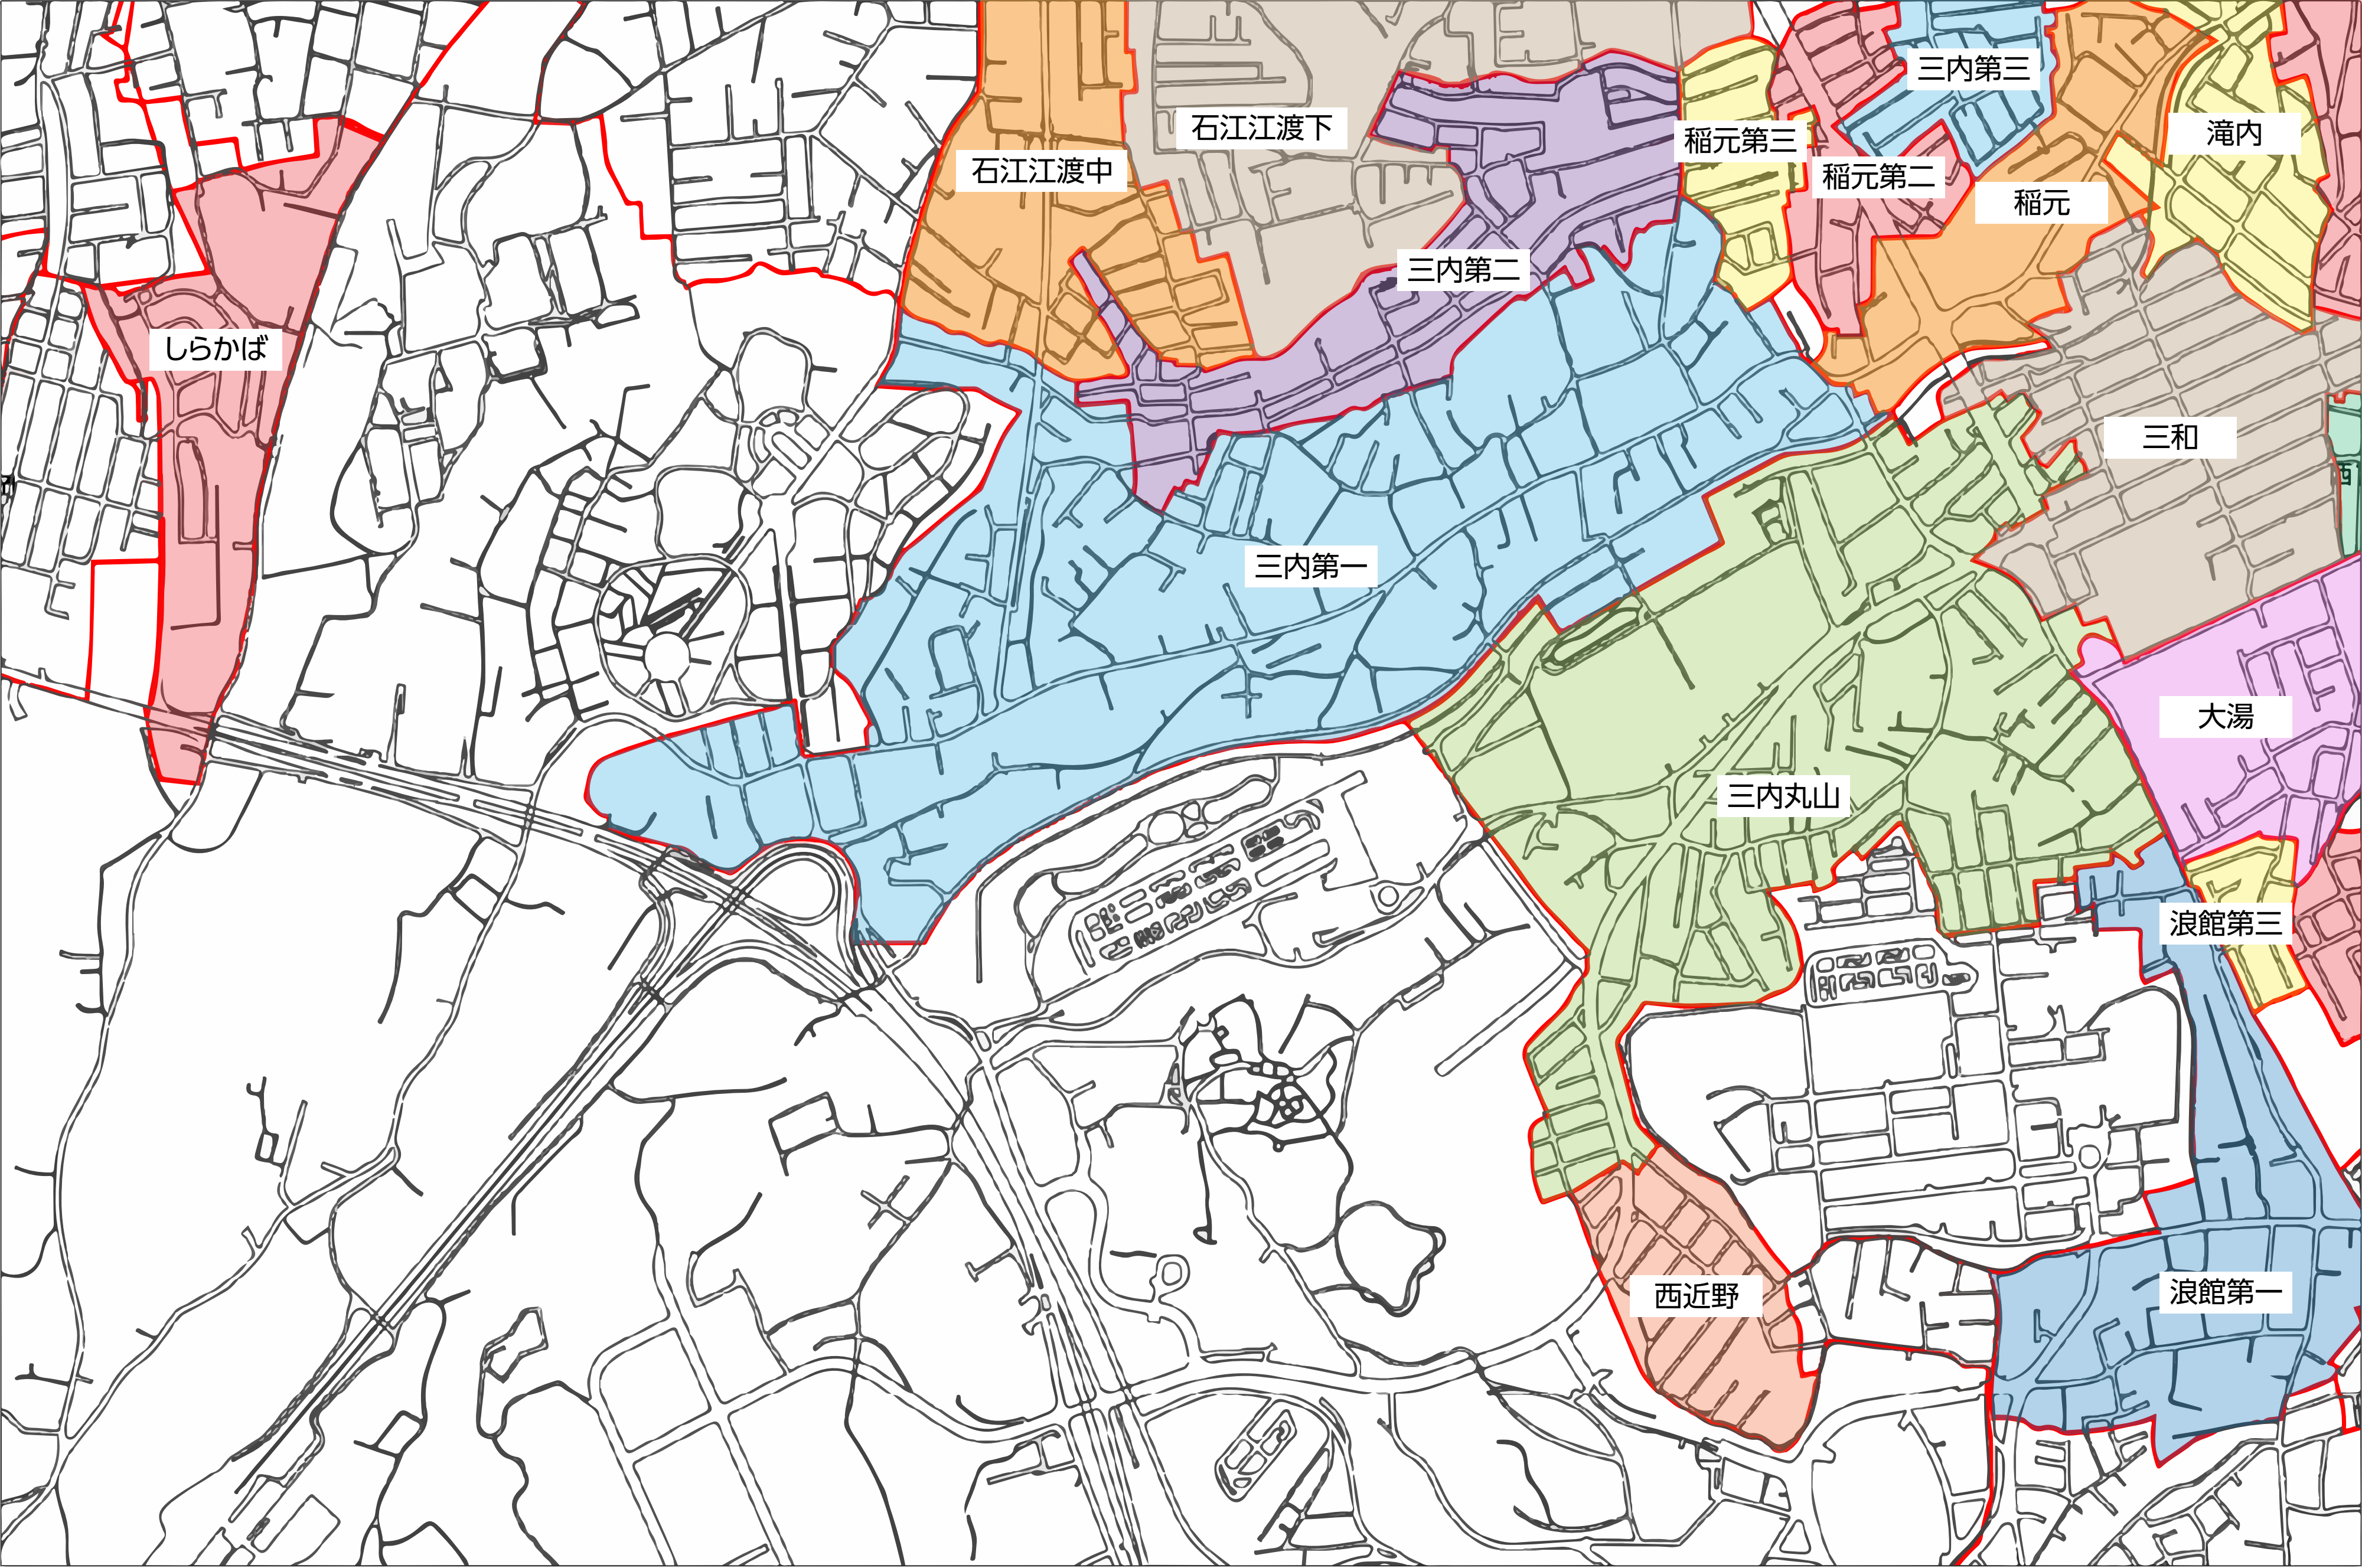 三内第三
石江江渡下
稲元第三
滝内
石江江渡中
稲元第二
稲元
三内第二
しらかば
三和
西
三内第一
大湯
三内丸山
浪館第三
浪館第一
西近野